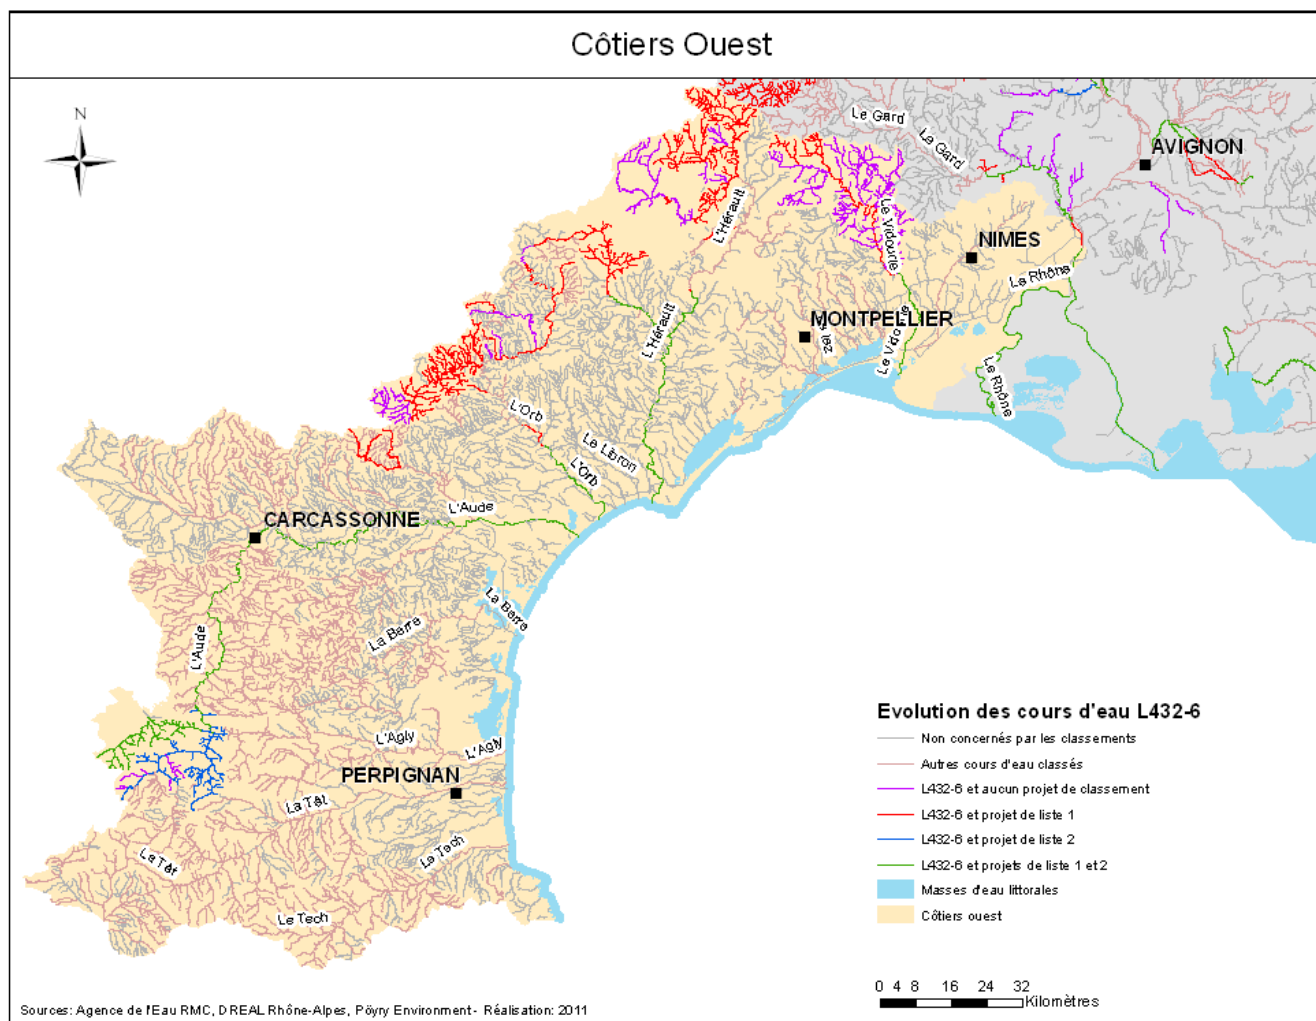 Côtiers Ouest
N
Le Gard
Le Gard
AVIGNON
L'Hérault
Le Vidourle
NIMES
Le Rhône
L'Hérault
MONTPELLIER
Le Vidourle
Le Rhône
L'Orb
Le Libron
L'Orb
L'Aude
CARCASSONNE
La Berre
La Berre
L'Aude
L'Agly
L'Agly
PERPIGNAN
La Têt
La Têt
Le Tech
Le Tech
Evolution des cours d'eau L432-6
Non concernés par les classements
Autres cours d'eau classés
L432-6 et aucun projet de classement
L432-6 et projet de liste 1
L432-6 et projet de liste 2
L432-6 et projets de liste 1 et 2
Masses d'eau littorales
Côtiers ouest
0 4 8 16 24 32
Kilomètres
Sources: Agence de l'Eau RMC, DREAL Rhône-Alpes, Pöyry Environment - Réalisation: 2011